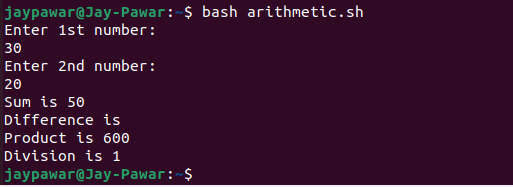 jaypawar@Jay-Pawar:~$ bash arithmetic.sh
Enter 1st number:
30
Enter 2nd number:
20
Sum is 50
Difference is
Product is 600
Division is 1
jaypawar@Jay-Pawar:~$